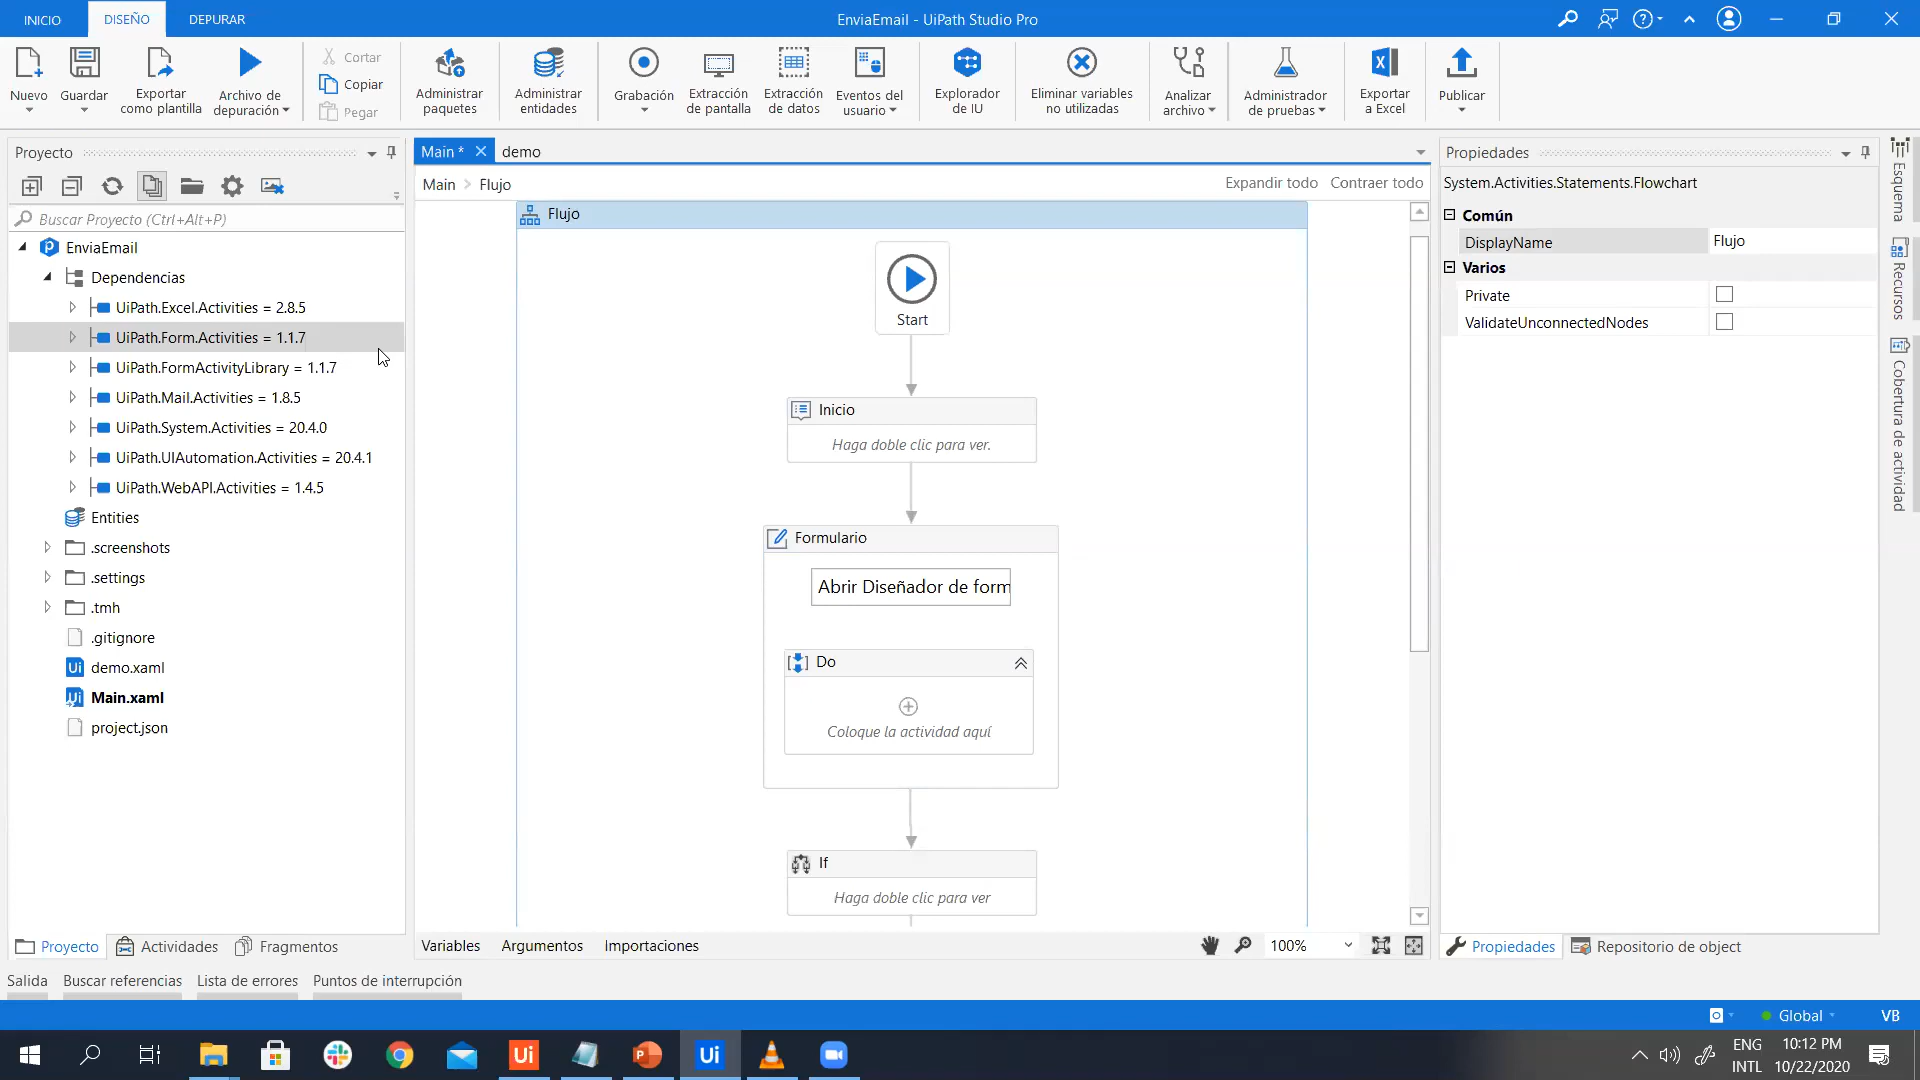 INICIO
DISEÑO
DEPURAR
EnviaEmail - UiPath Studio Pro
Nuevo
Guardar
Exportar
como plantilla
Archivo de
depuración
Cortar
Copiar
Pegar
Administrar
paquetes
Administrar
entidades
Grabación
Extracción
de pantalla
Extracción
de datos
Eventos del
usuario
Explorador
de IU
Eliminar variables
no utilizadas
Analizar
archivo
Administrador
de pruebas
Exportar
a Excel
Publicar
Proyecto
Buscar Proyecto (Ctrl+Alt+P)
EnviaEmail
Dependencias
UiPath.Excel.Activities = 2.8.5
UiPath.Form.Activities = 1.1.7
UiPath.FormActivityLibrary = 1.1.7
UiPath.Mail.Activities = 1.8.5
UiPath.System.Activities = 20.4.0
UiPath.UIAutomation.Activities = 20.4.1
UiPath.WebAPI.Activities = 1.4.5
Entities
.screenshots
.settings
.tmh
.gitignore
demo.xaml
Main.xaml
project.json
Proyecto
Actividades
Fragmentos
Main *
demo
Main > Flujo
Expandir todo
Contraer todo
Flujo
Start
Inicio
Haga doble clic para ver.
Formulario
Abrir Diseñador de form
Do
Coloque la actividad aquí
If
Haga doble clic para ver
Variables
Argumentos
Importaciones
100%
Propiedades
System.Activities.Statements.Flowchart
Común
DisplayName
Flujo
Varios
Private
ValidateUnconnectedNodes
Propiedades
Repositorio de object
Esquema
Recursos
Cobertura de actividad
Salida
Buscar referencias
Lista de errores
Puntos de interrupción
Global
VB
Ui
Ui
ENG
INTL
10:12 PM
10/22/2020